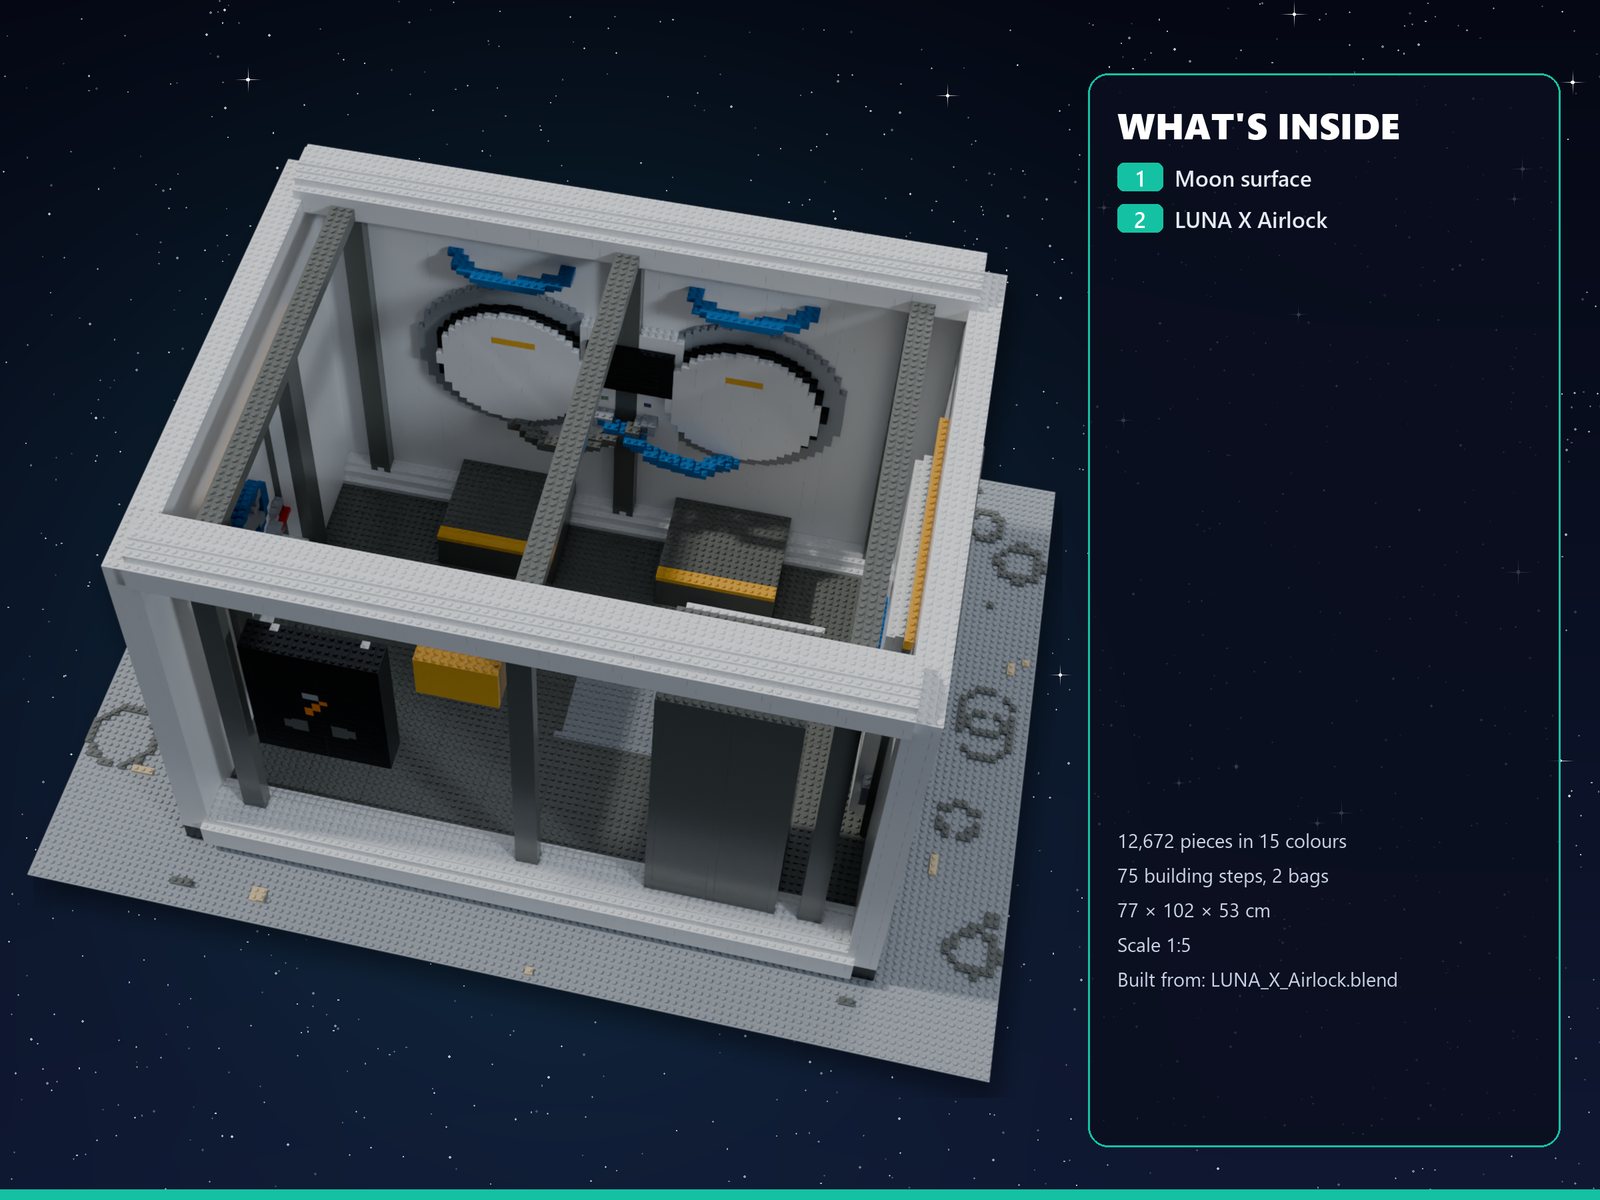 WHAT'S INSIDE
1 Moon surface
2 LUNA X Airlock
12,672 pieces in 15 colours
75 building steps, 2 bags
77 × 102 × 53 cm
Scale 1:5
Built from: LUNA_X_Airlock.blend